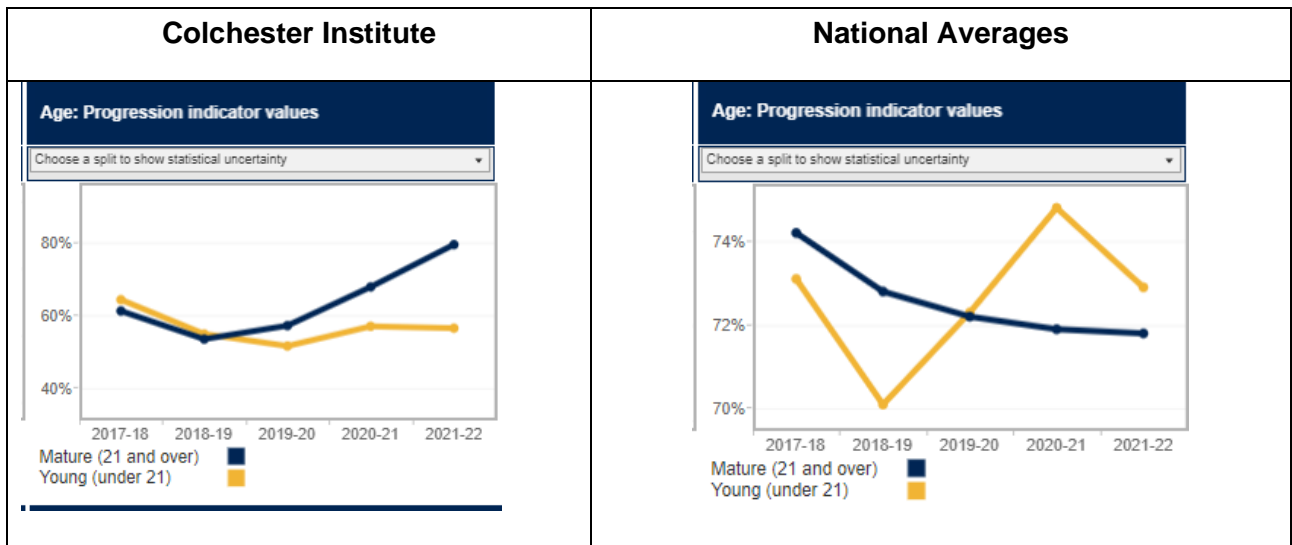 Colchester Institute
National Averages
Age: Progression indicator values
Choose a split to show statistical uncertainty
80%
60%
40%
2017-18 2018-19 2019-20 2020-21 2021-22
Mature (21 and over)
Young (under 21)
Age: Progression indicator values
Choose a split to show statistical uncertainty
74%
72%
70%
2017-18 2018-19 2019-20 2020-21 2021-22
Mature (21 and over)
Young (under 21)